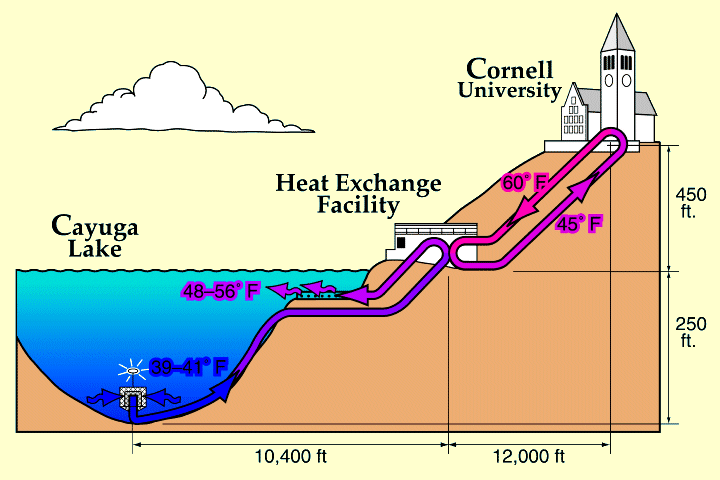 Cornell
University
60° F
Heat Exchange
Facility
450
ft.
45° F
Cayuga
Lake
48–56° F
250
ft.
39–41° F
10,400 ft
12,000 ft